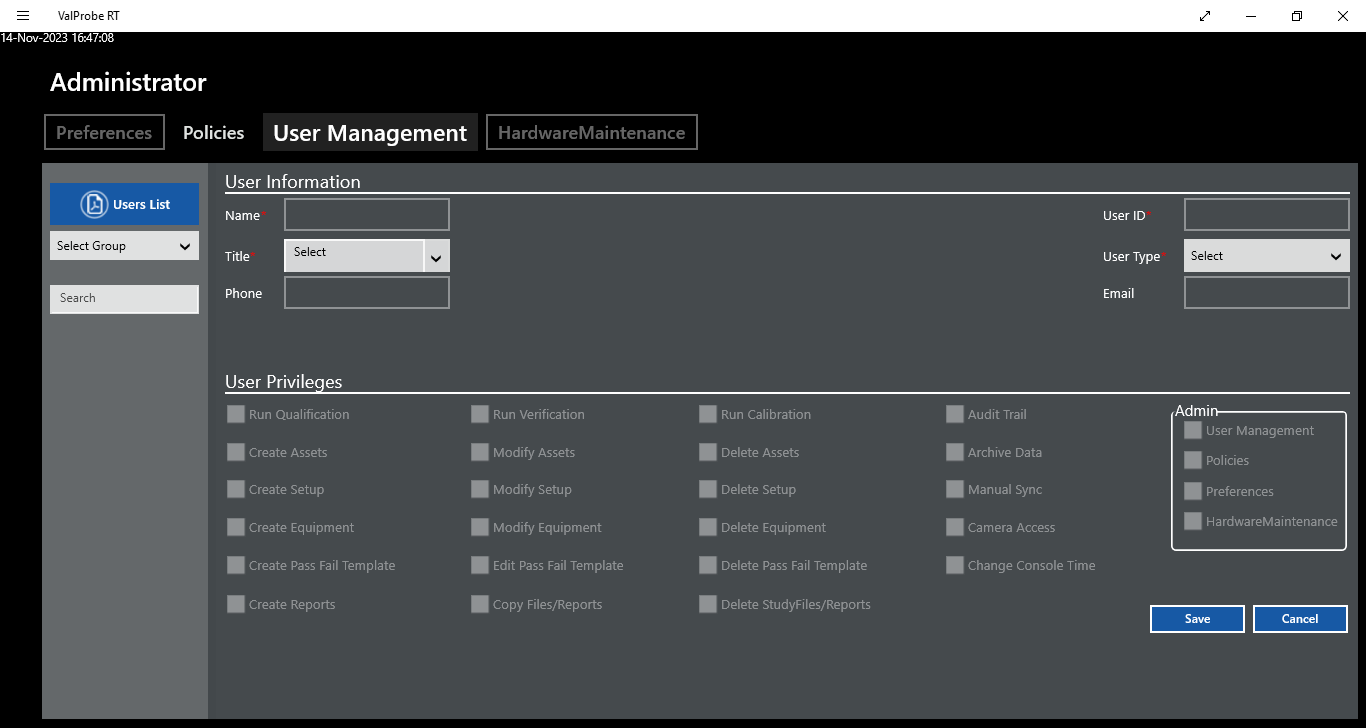 ValProbe RT
14-Nov-2023 16:47:08
Administrator
Preferences Policies User Management HardwareMaintenance
Users List
Select Group
Search
User Information
Name* User ID*
Title* Select User Type* Select
Phone Email
User Privileges
Run Qualification Run Verification Run Calibration Audit Trail
Create Assets Modify Assets Delete Assets Archive Data
Create Setup Modify Setup Delete Setup Manual Sync
Create Equipment Modify Equipment Delete Equipment Camera Access
Create Pass Fail Template Edit Pass Fail Template Delete Pass Fail Template Change Console Time
Create Reports Copy Files/Reports Delete StudyFiles/Reports
Admin
User Management
Policies
Preferences
HardwareMaintenance
Save Cancel